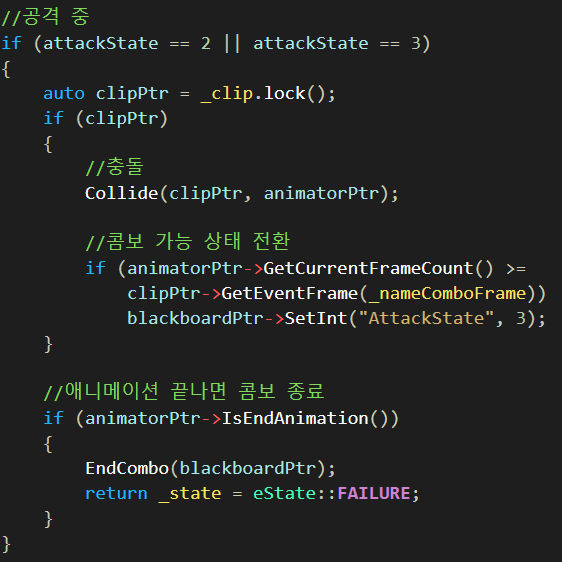 //공격 중
if (attackState == 2 || attackState == 3)
{
    auto clipPtr = _clip.lock();
    if (clipPtr)
    {
        //충돌
        Collide(clipPtr, animatorPtr);

        //콤보 가능 상태 전환
        if (animatorPtr->GetCurrentFrameCount() >=
            clipPtr->GetEventFrame(_nameComboFrame))
            blackboardPtr->SetInt("AttackState", 3);
    }

    //애니메이션 끝나면 콤보 종료
    if (animatorPtr->IsEndAnimation())
    {
        EndCombo(blackboardPtr);
        return _state = eState::FAILURE;
    }
}